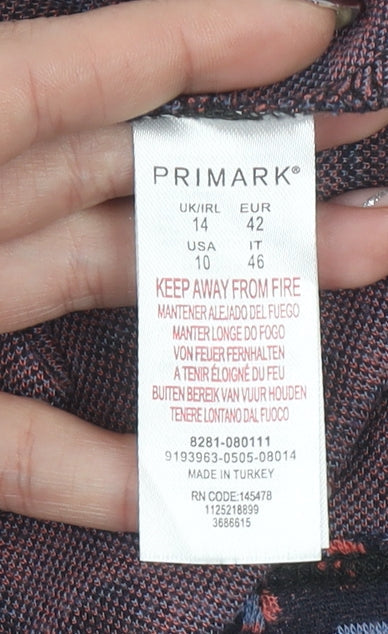 PRIMARK®
UK/IRL EUR
14 42
USA IT
10 46
KEEP AWAY FROM FIRE
MANTENER ALEJADO DEL FUEGO
MANTER LONGE DO FOGO
VON FEUER FERNHALTEN
A TENIR ÉLOIGNÉ DU FEU
BUITEN BEREIK VAN VUUR HOUDEN
TENERE LONTANO DAL FUOCO
8281-080111
9193963-0505-08014
MADE IN TURKEY
RN CODE:145478
1125218899
3686615